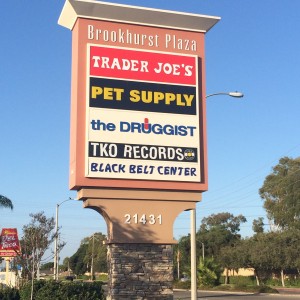 Brookhurst Plaza
TRADER JOE'S
PET SUPPLY
the DRUGGIST
TKO RECORDS
BLACK BELT CENTER
21431